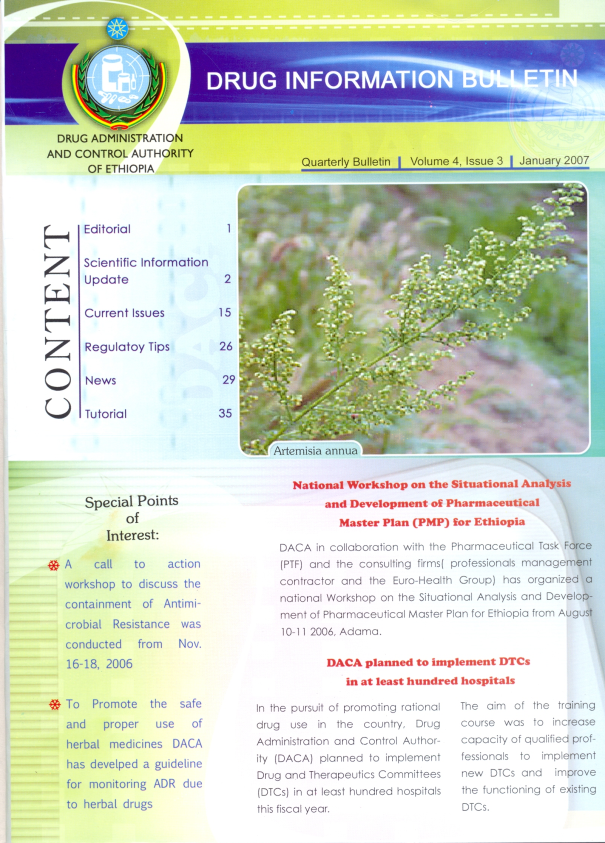 DRUG INFORMATION BULLETIN
DRUG ADMINISTRATION
AND CONTROL AUTHORITY
OF ETHIOPIA
Quarterly Bulletin | Volume 4, Issue 3 | January 2007
CONTENT
Editorial 1
Scientific Information
Update 2
Current Issues 15
Regulatoy Tips 26
News 29
Tutorial 35
Artemisia annua
Special Points
of
Interest:
A call to action
workshop to discuss the
containment of Antimi-
crobial Resistance was
conducted from Nov.
16-18, 2006
To Promote the safe
and proper use of
herbal medicines DACA
has develped a guideline
for monitoring ADR due
to herbal drugs
National Workshop on the Situational Analysis
and Development of Pharmaceutical
Master Plan (PMP) for Ethiopia
DACA in collaboration with the Pharmaceutical Task Force
(PTF) and the consulting firms( professionals management
contractor and the Euro-Health Group) has organized a
national Workshop on the Situational Analysis and Develop-
ment of Pharmaceutical Master Plan for Ethiopia from August
10-11 2006, Adama.
DACA planned to implement DTCs
in at least hundred hospitals
In the pursuit of promoting rational
drug use in the country, Drug
Administration and Control Author-
ity (DACA) planned to implement
Drug and Therapeutics Committees
(DTCs) in at least hundred hospitals
this fiscal year.
The aim of the training
course was to increase
capacity of qualified prof-
fessionals to implement
new DTCs and improve
the functioning of existing
DTCs.